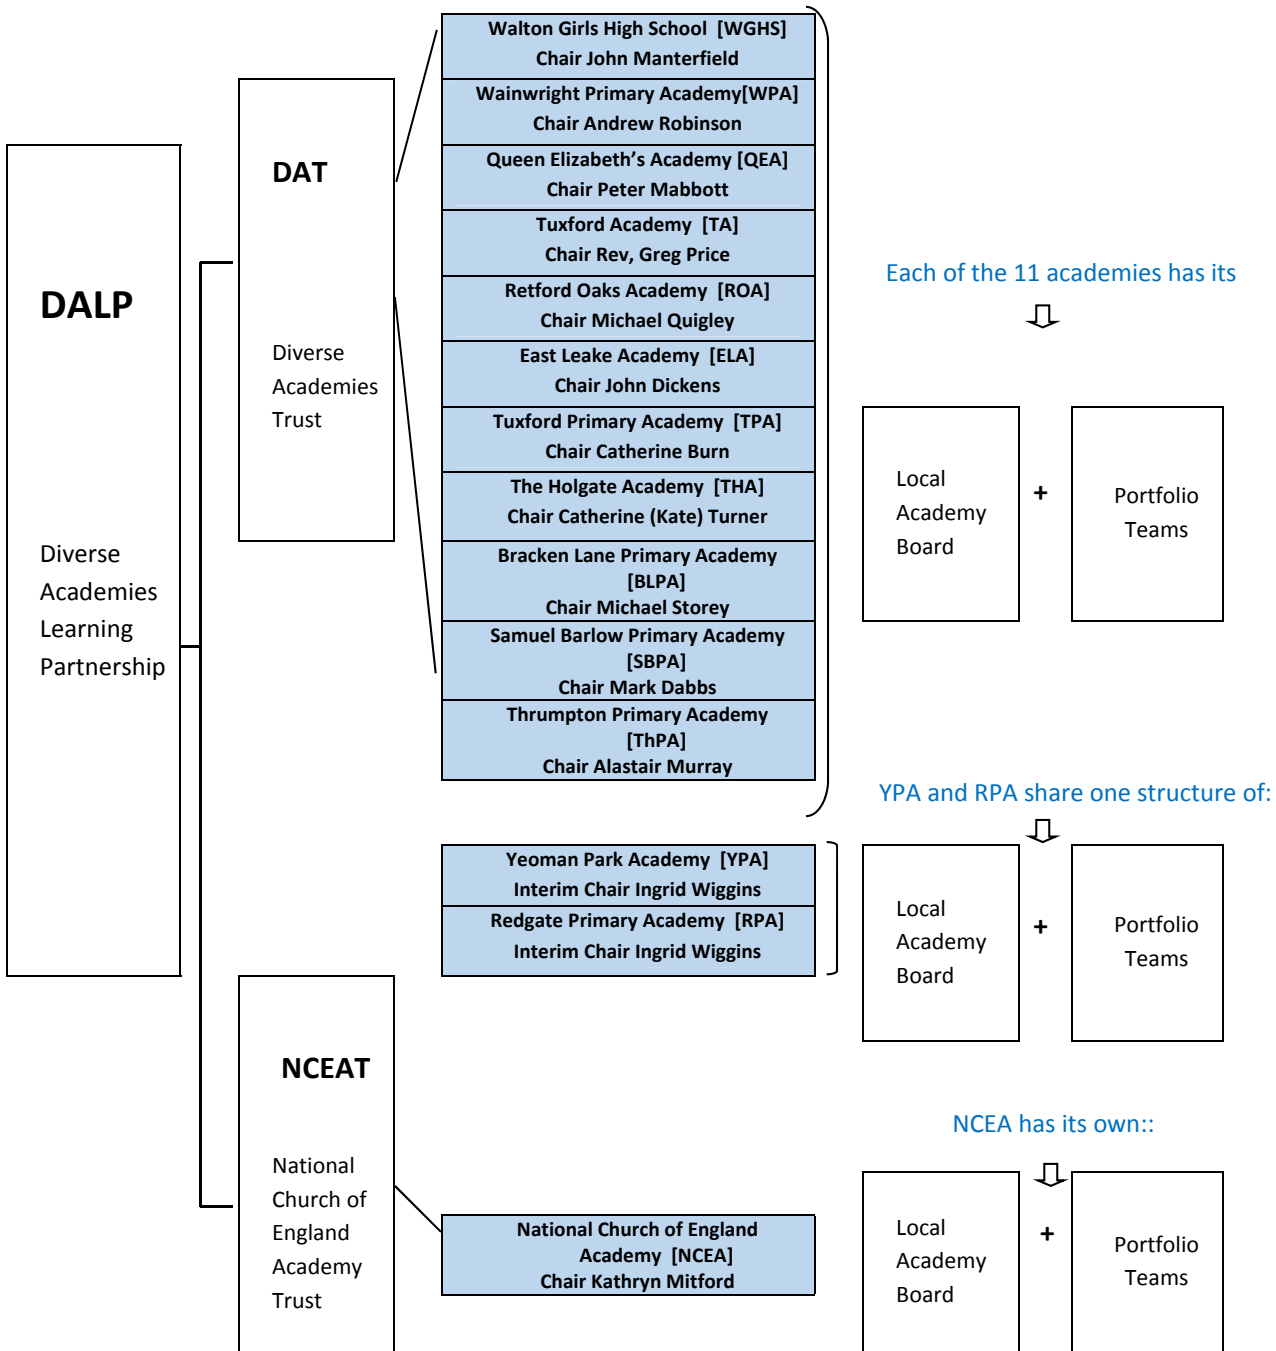 DALP
Diverse
Academies
Learning
Partnership
DAT
Diverse
Academies
Trust
NCEAT
National
Church of
England
Academy
Trust
Walton Girls High School  [WGHS]
Chair John Manterfield
Wainwright Primary Academy[WPA]
Chair Andrew Robinson
Queen Elizabeth’s Academy [QEA]
Chair Peter Mabbott
Tuxford Academy  [TA]
Chair Rev, Greg Price
Retford Oaks Academy  [ROA]
Chair Michael Quigley
East Leake Academy  [ELA]
Chair John Dickens
Tuxford Primary Academy  [TPA]
Chair Catherine Burn
The Holgate Academy  [THA]
Chair Catherine (Kate) Turner
Bracken Lane Primary Academy
[BLPA]
Chair Michael Storey
Samuel Barlow Primary Academy
[SBPA]
Chair Mark Dabbs
Thrumpton Primary Academy
[ThPA]
Chair Alastair Murray
Yeoman Park Academy  [YPA]
Interim Chair Ingrid Wiggins
Redgate Primary Academy  [RPA]
Interim Chair Ingrid Wiggins
National Church of England
Academy  [NCEA]
Chair Kathryn Mitford
Each of the 11 academies has its
Local
Academy
Board
+
Portfolio
Teams
YPA and RPA share one structure of:
Local
Academy
Board
+
Portfolio
Teams
NCEA has its own::
Local
Academy
Board
+
Portfolio
Teams